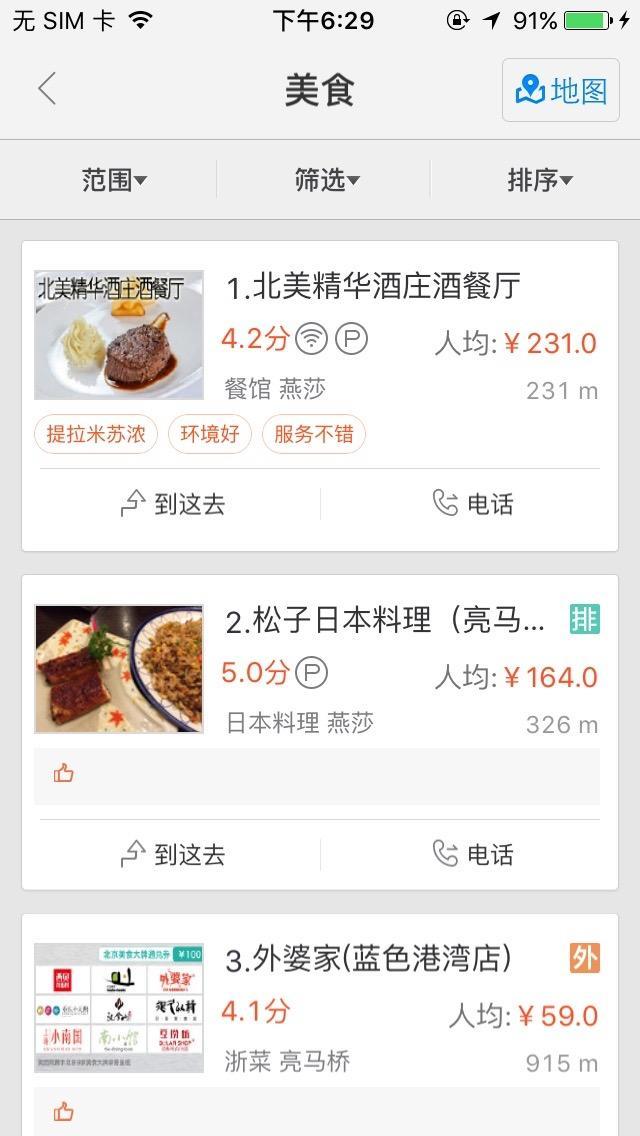 无 SIM 卡 下午6:29 91%
美食
地图
范围 筛选 排序
北美精华酒庄酒餐厅
1.北美精华酒庄酒餐厅
4.2分 P 人均:￥231.0
餐馆 燕莎 231 m
提拉米苏浓 环境好 服务不错
到这去 电话
2.松子日本料理（亮马... 排
5.0分 P 人均:￥164.0
日本料理 燕莎 326 m
到这去 电话
北京美食大牌通兑券 ¥100
外婆家
小南国
3.外婆家(蓝色港湾店) 外
4.1分 人均:￥59.0
浙菜 亮马桥 915 m